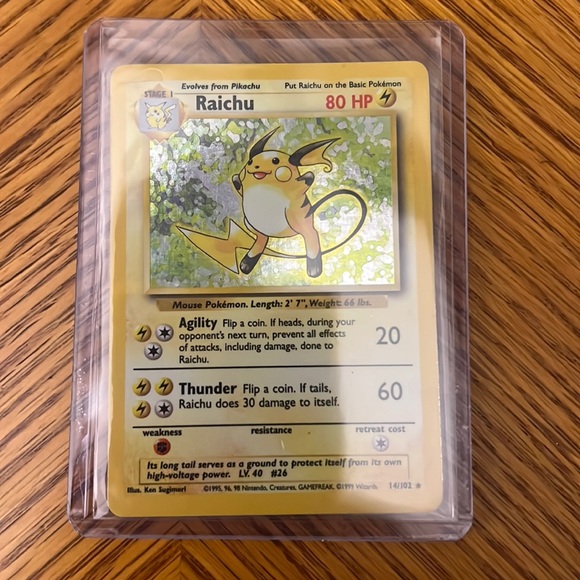 Evolves from Pikachu Put Raichu on the Basic Pokémon
STAGE 1 Raichu 80 HP
Mouse Pokémon. Length: 2' 7", Weight: 66 lbs.
Agility Flip a coin. If heads, during your
opponent's next turn, prevent all effects
of attacks, including damage, done to
Raichu.
20
Thunder Flip a coin. If tails,
Raichu does 30 damage to itself.
60
weakness resistance retreat cost
Its long tail serves as a ground to protect itself from its own
high-voltage power. LV. 40 #26
Illus. Ken Sugimori ©1995, 96, 98 Nintendo, Creatures, GAMEFREAK. ©1999 Wizards. 14/102 ★